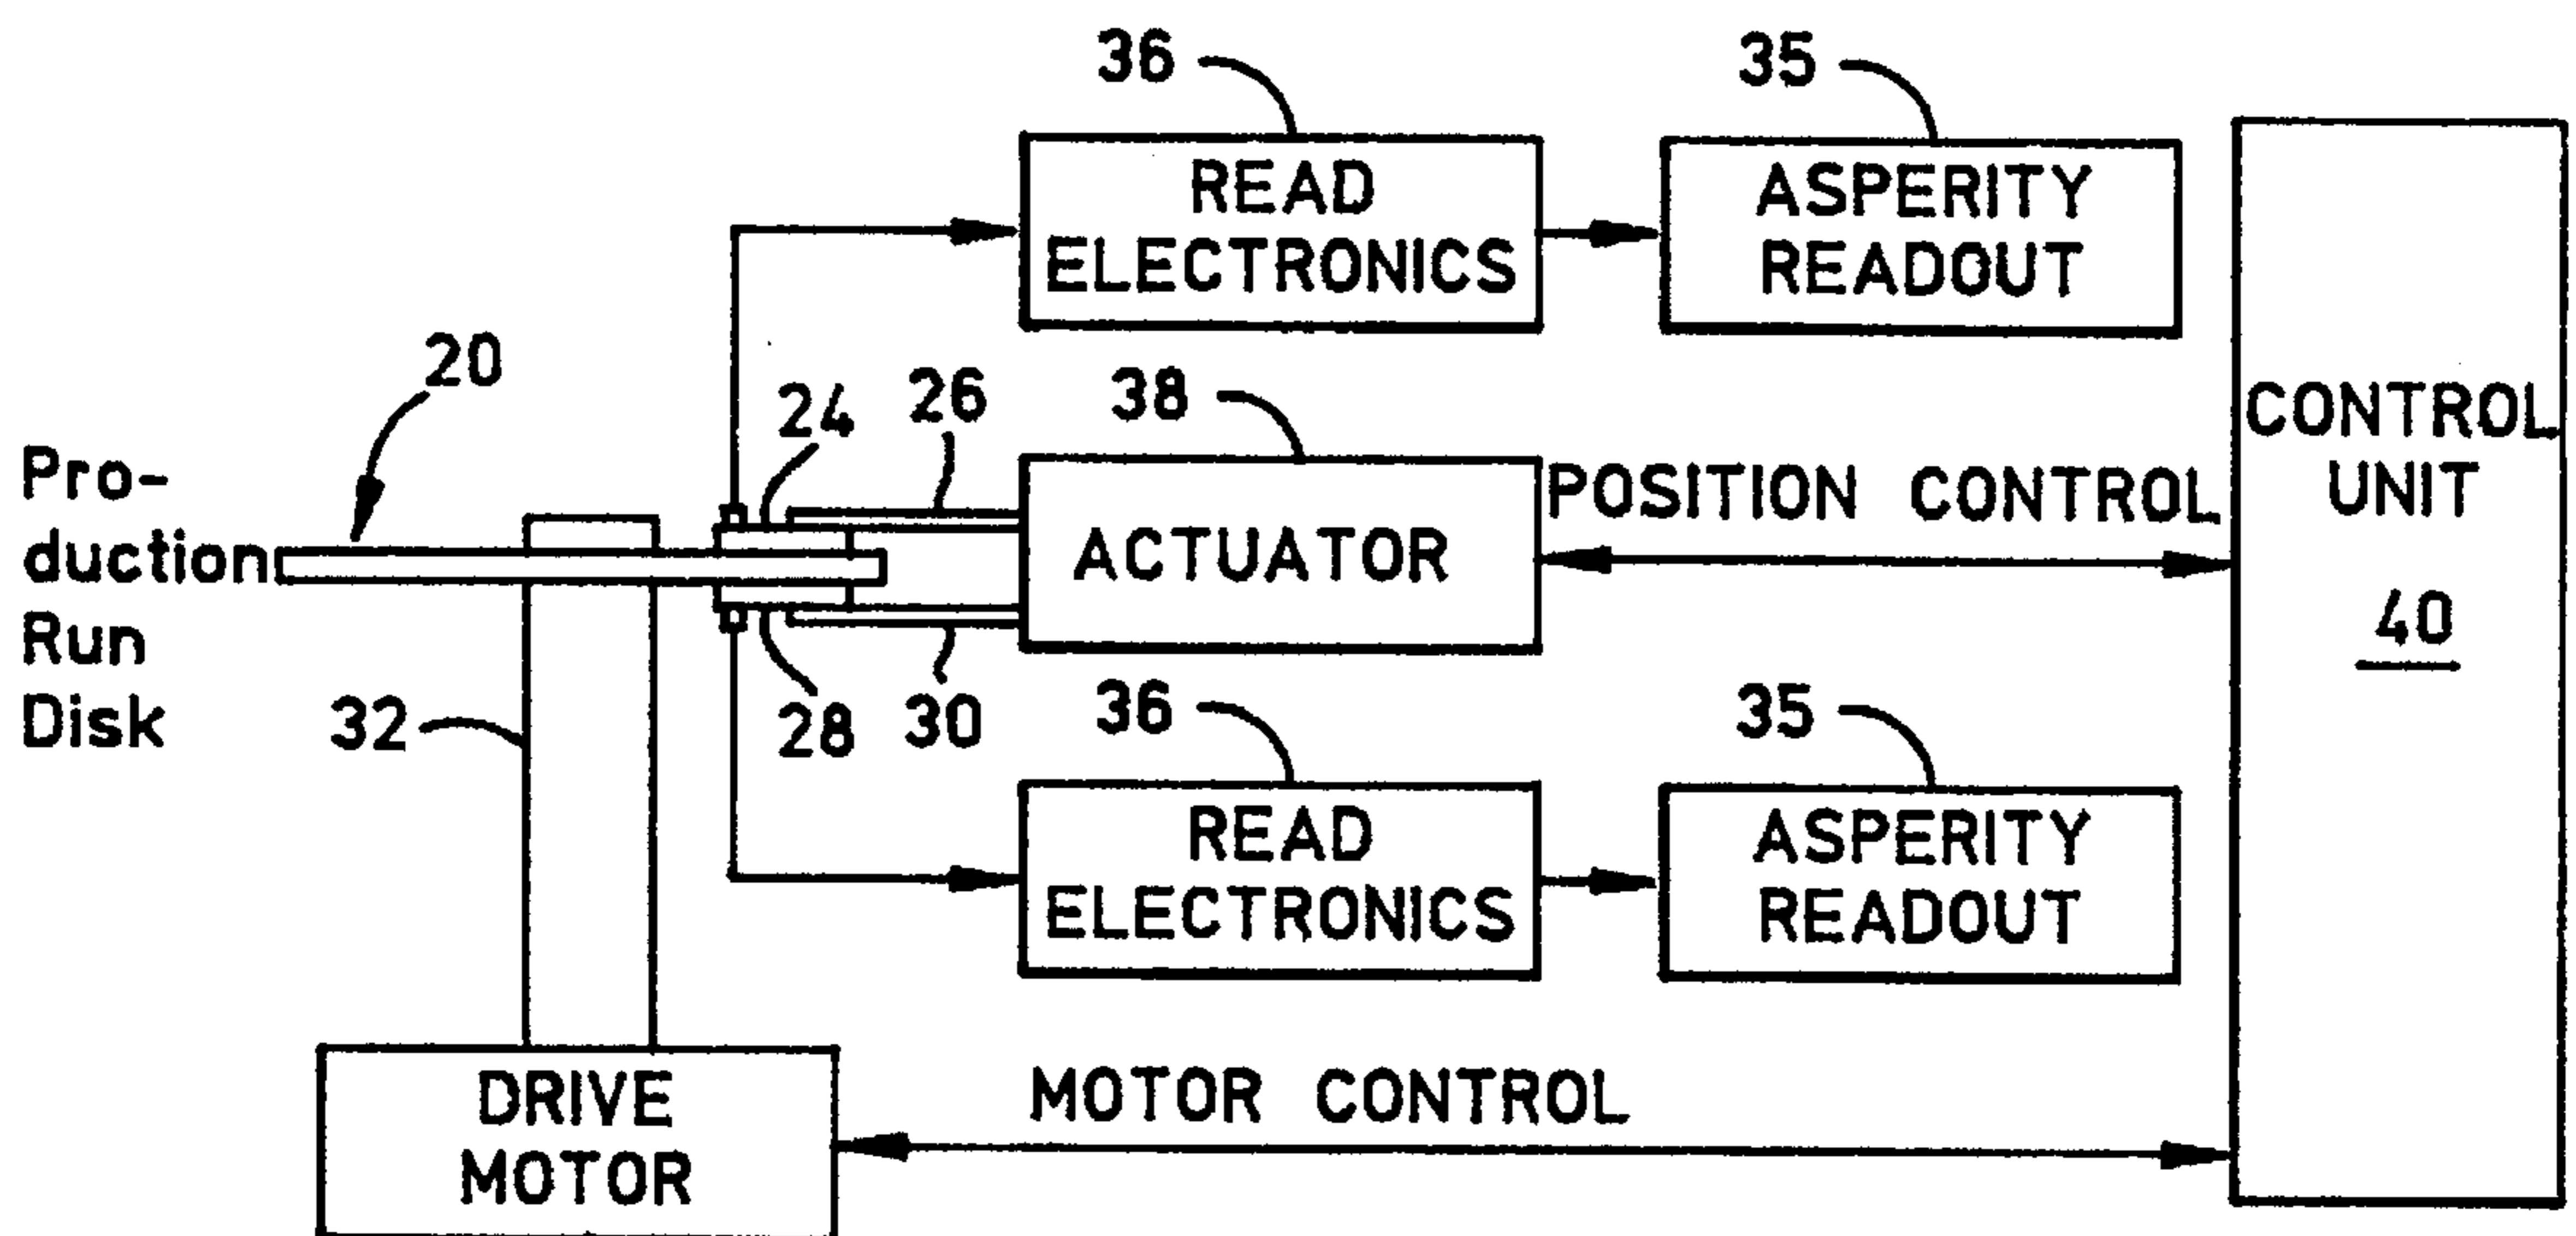 36
35
READ
ELECTRONICS
ASPERITY
READOUT
20
24
26
38
CONTROL
UNIT
40
Pro-
duction
Run
Disk
ACTUATOR
POSITION CONTROL
32
28
30
36
35
READ
ELECTRONICS
ASPERITY
READOUT
DRIVE
MOTOR
MOTOR CONTROL